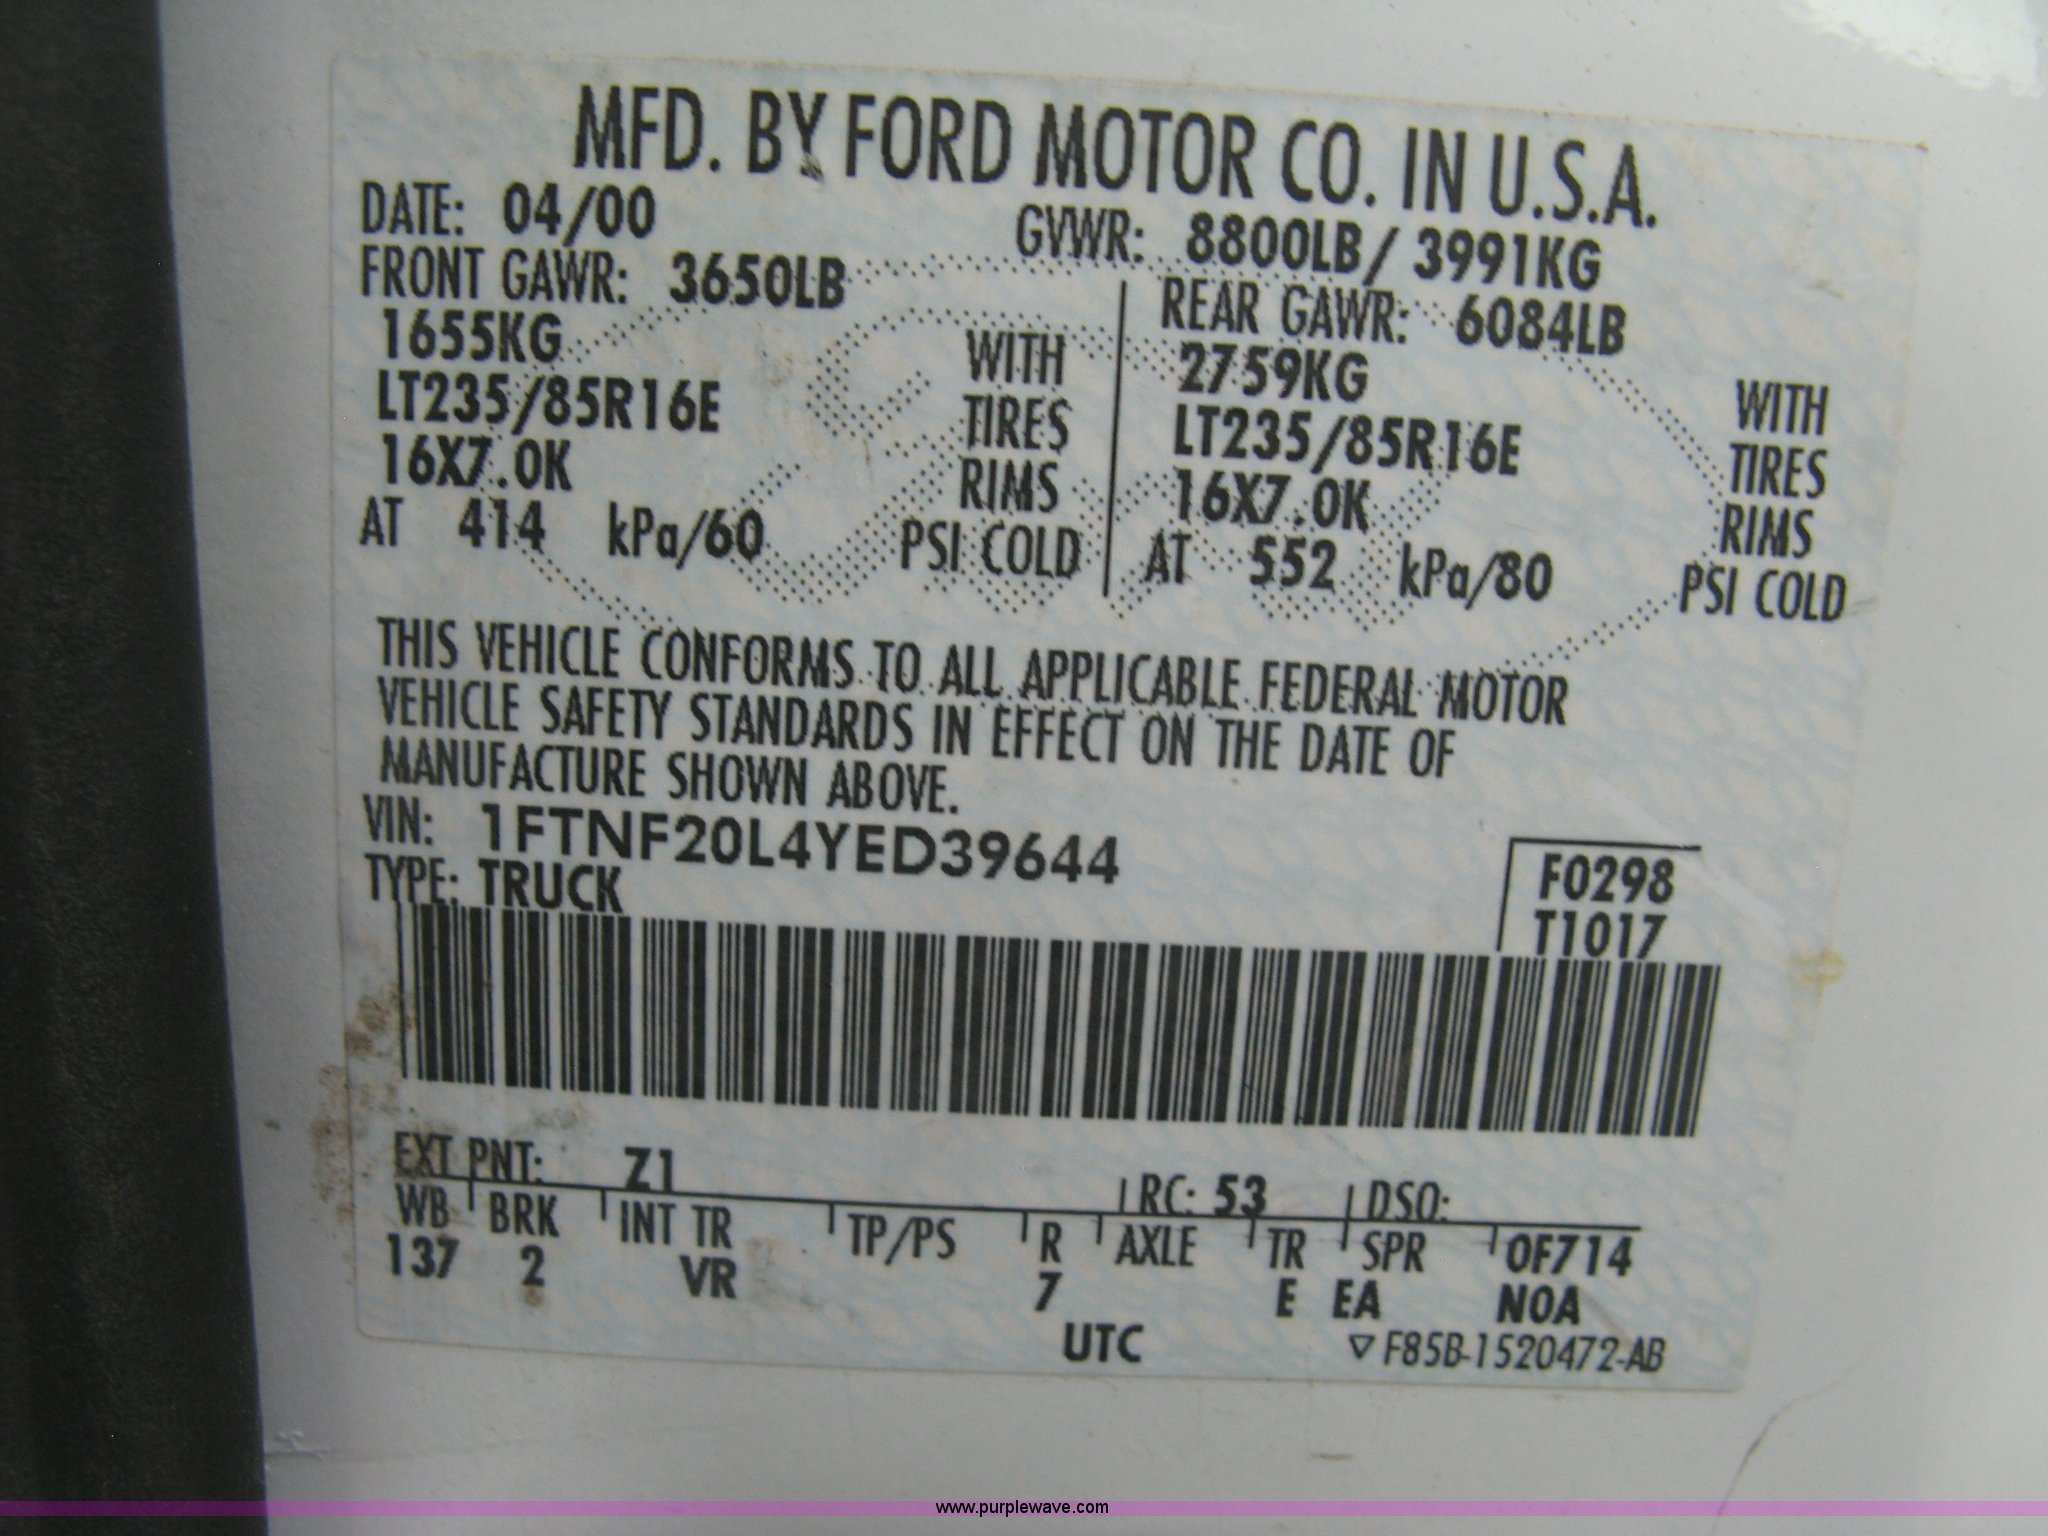 MFD. BY FORD MOTOR CO. IN U.S.A.
DATE: 04/00 GVWR: 8800LB/ 3991KG
FRONT GAWR: 3650LB REAR GAWR: 6084LB
1655KG WITH 2759KG WITH
LT235/85R16E TIRES LT235/85R16E TIRES
16X7.0K RIMS 16X7.0K RIMS
AT 414 kPa/60 PSI COLD AT 552 kPa/80 PSI COLD
THIS VEHICLE CONFORMS TO ALL APPLICABLE FEDERAL MOTOR
VEHICLE SAFETY STANDARDS IN EFFECT ON THE DATE OF
MANUFACTURE SHOWN ABOVE.
VIN: 1FTNF20L4YED39644
TYPE: TRUCK
F0298
T1017
EXT PNT: Z1 RC: 53 DSO:
WB BRK INT TR TP/PS R AXLE TR SPR 0F714
137 2 VR 7 E EA N0A
UTC ▽ F85B-1520472-AB
www.purplewave.com